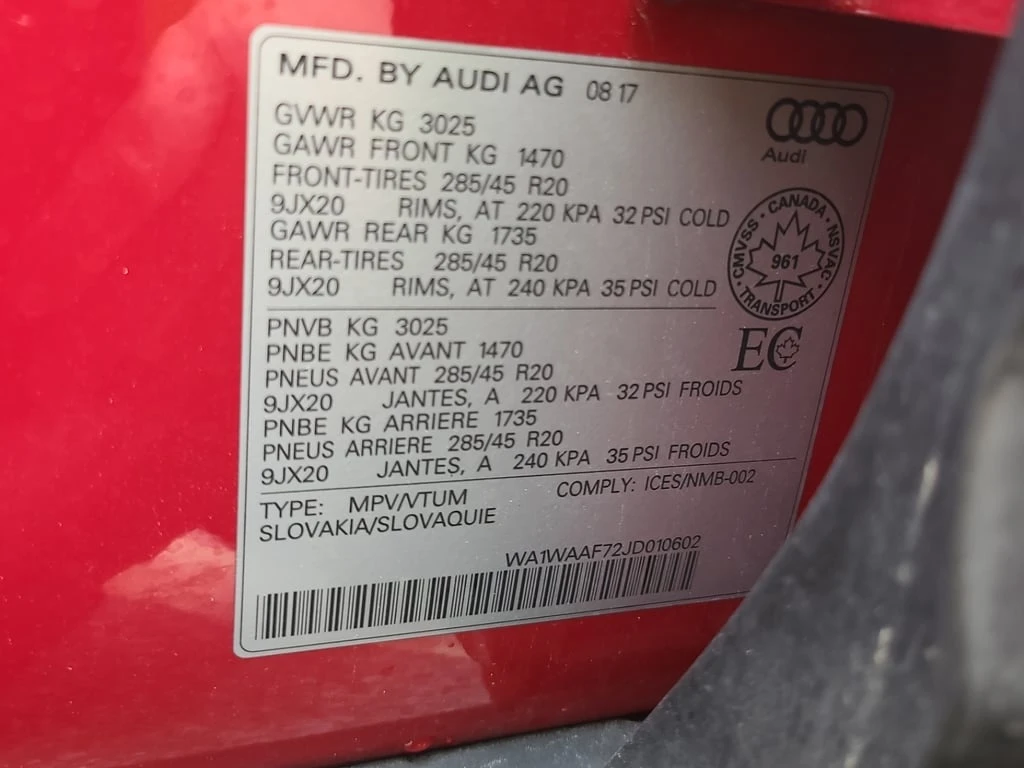 MFD. BY AUDI AG 08 17
Audi
GVWR KG 3025
GAWR FRONT KG 1470
FRONT-TIRES 285/45 R20
9JX20 RIMS, AT 220 KPA 32 PSI COLD
GAWR REAR KG 1735
REAR-TIRES 285/45 R20
9JX20 RIMS, AT 240 KPA 35 PSI COLD
CMVSS · CANADA · NSVAC · TRANSPORT ·
961
EC
PNVB KG 3025
PNBE KG AVANT 1470
PNEUS AVANT 285/45 R20
9JX20 JANTES, A 220 KPA 32 PSI FROIDS
PNBE KG ARRIERE 1735
PNEUS ARRIERE 285/45 R20
9JX20 JANTES, A 240 KPA 35 PSI FROIDS
TYPE: MPV/VTUM COMPLY: ICES/NMB-002
SLOVAKIA/SLOVAQUIE
WA1WAAF72JD010602